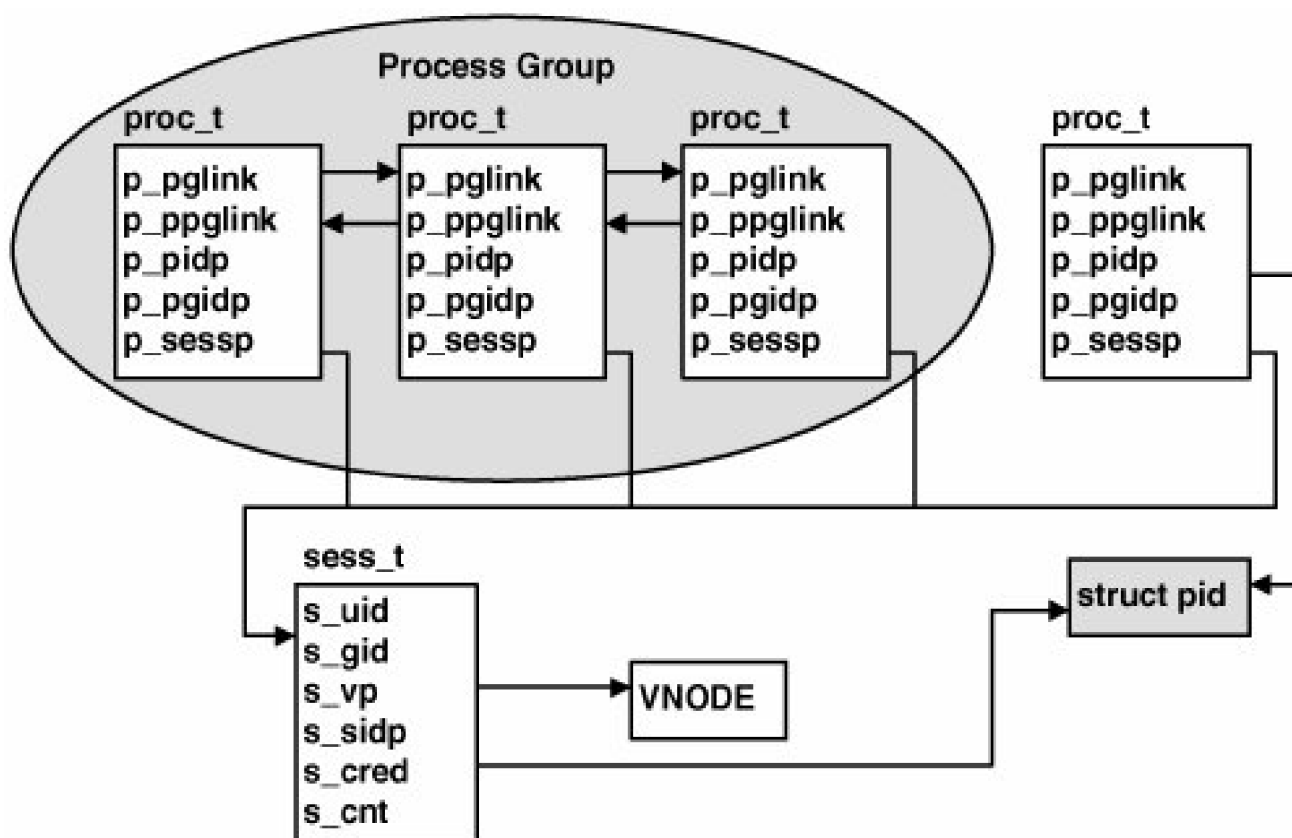 Process Group
proc_t
p_pglink
p_ppglink
p_pidp
p_pgidp
p_sessp
proc_t
p_pglink
p_ppglink
p_pidp
p_pgidp
p_sessp
proc_t
p_pglink
p_ppglink
p_pidp
p_pgidp
p_sessp
proc_t
p_pglink
p_ppglink
p_pidp
p_pgidp
p_sessp
sess_t
s_uid
s_gid
s_vp
s_sidp
s_cred
s_cnt
VNODE
struct pid